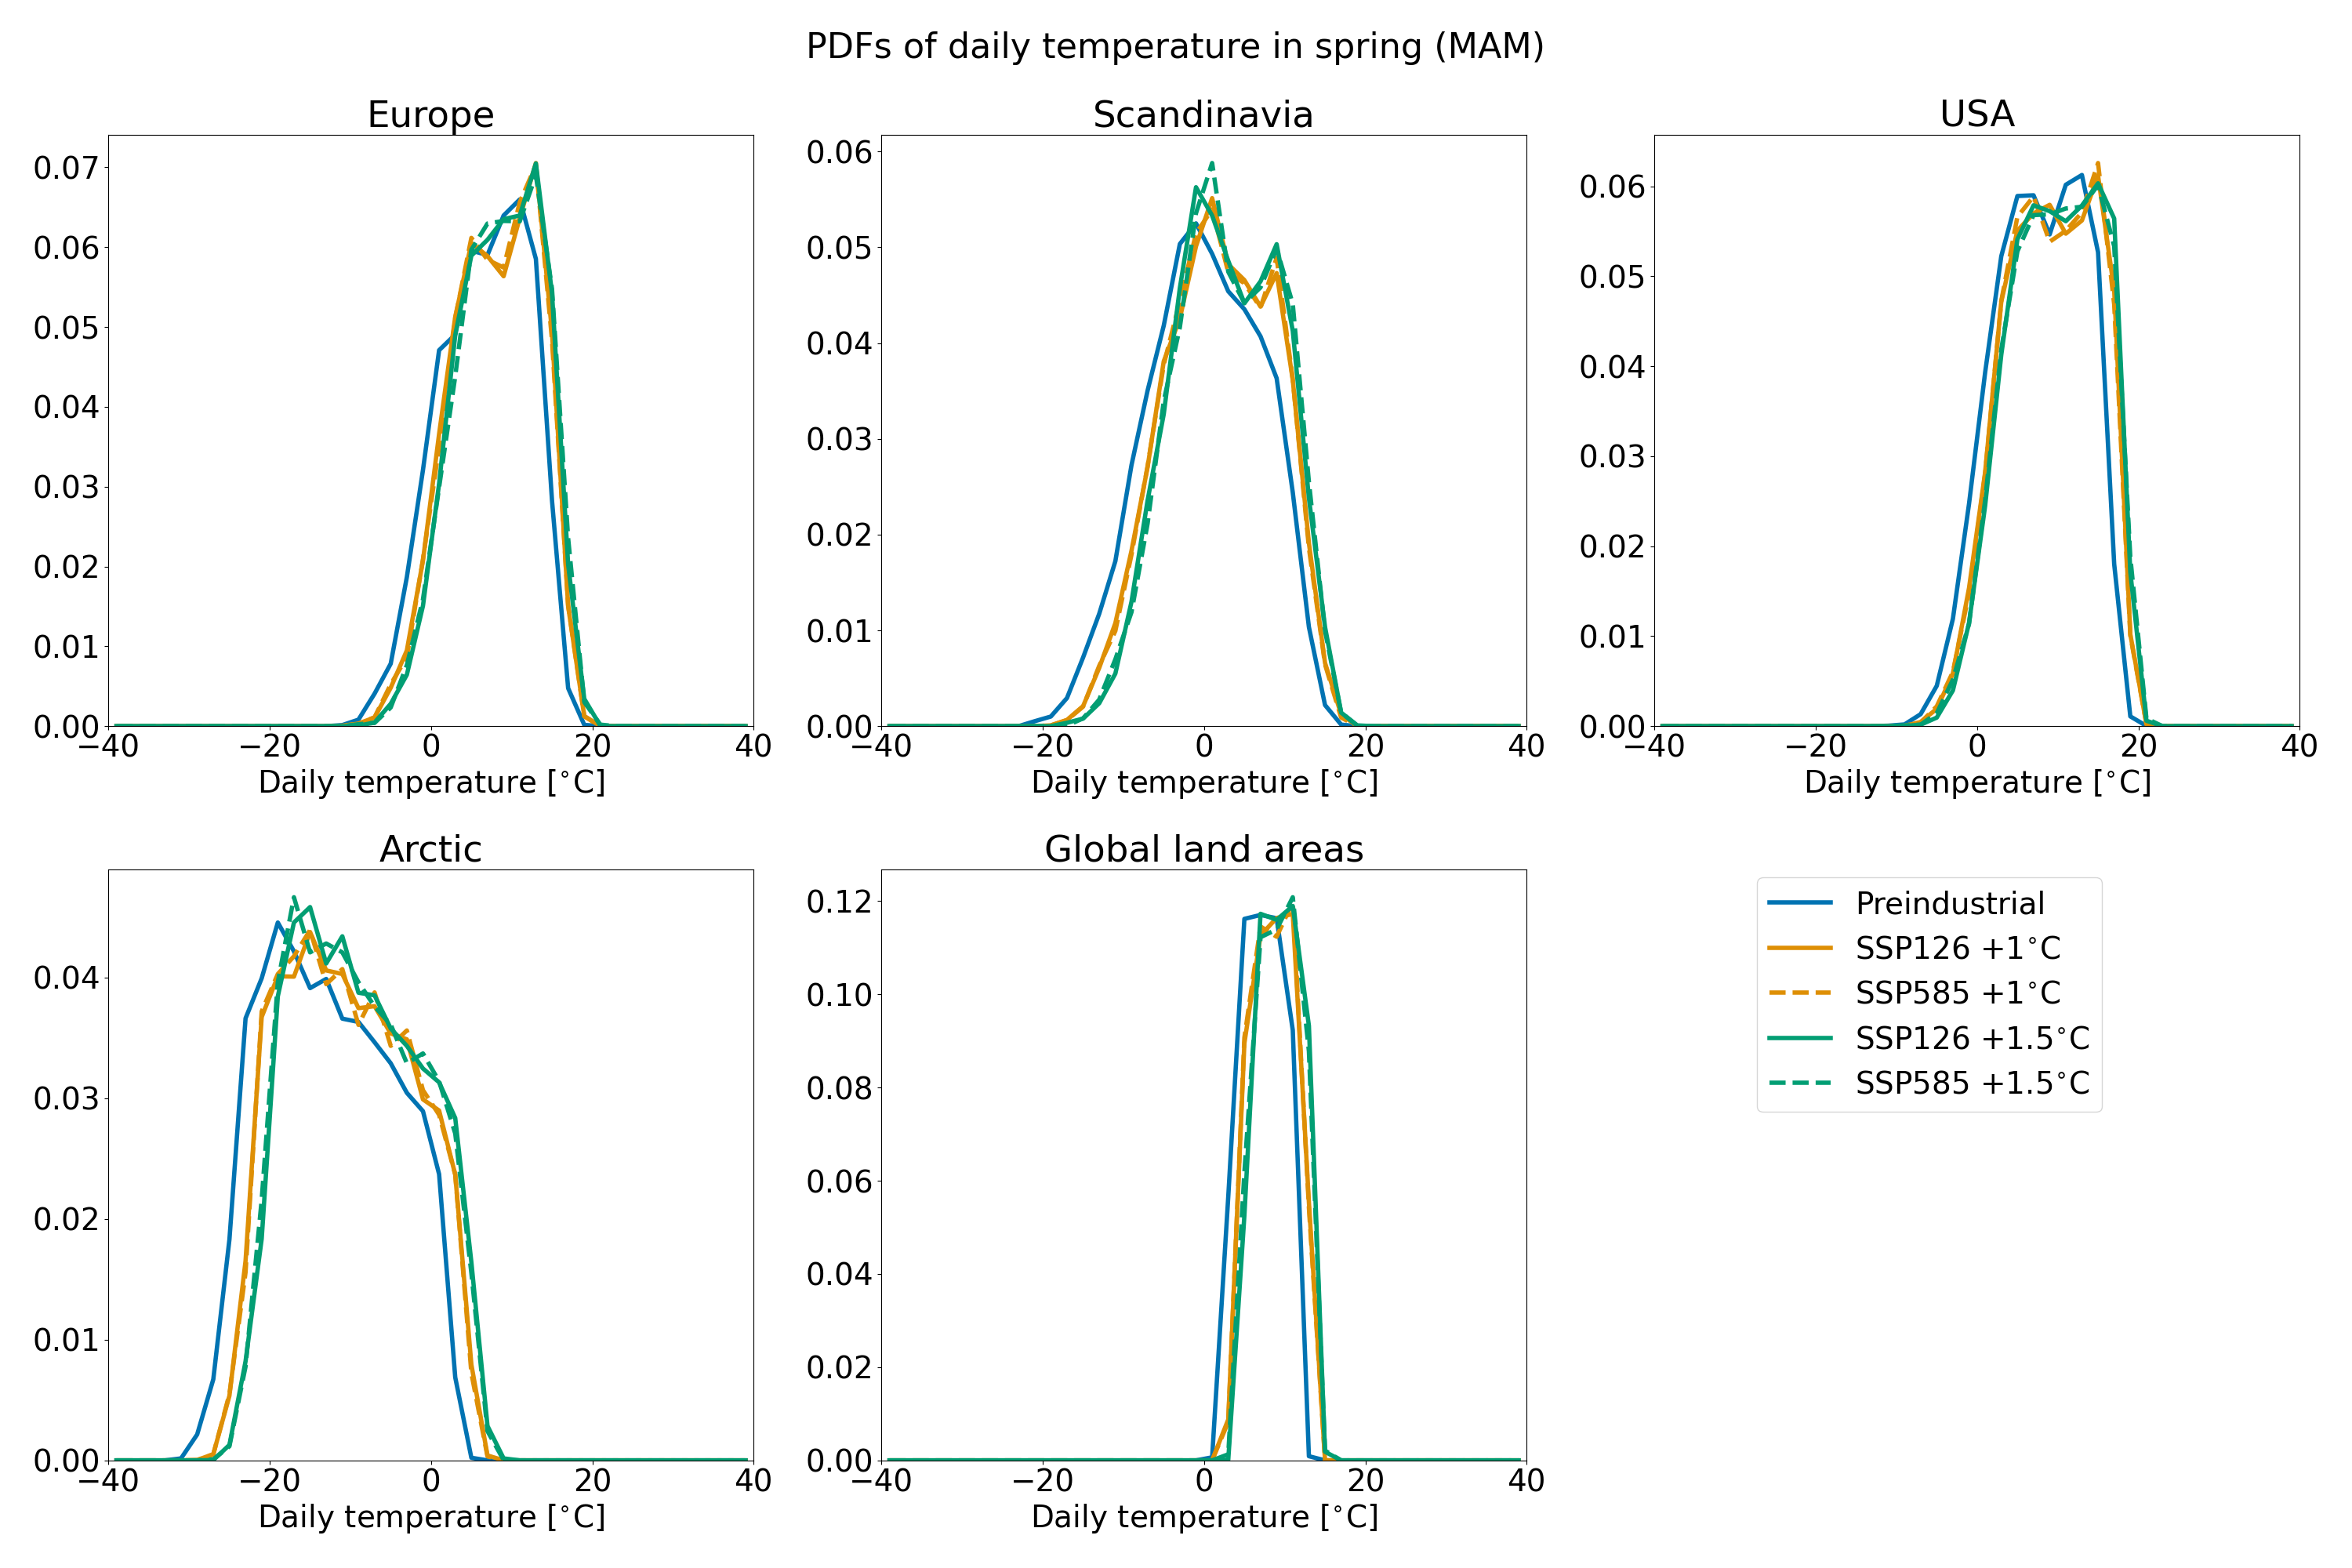 PDFs of daily temperature in spring (MAM)
Europe
0.07
0.06
0.05
0.04
0.03
0.02
0.01
0.00
−40 −20 0 20 40
Daily temperature [°C]
Scandinavia
0.06
0.05
0.04
0.03
0.02
0.01
0.00
−40 −20 0 20 40
Daily temperature [°C]
USA
0.06
0.05
0.04
0.03
0.02
0.01
0.00
−40 −20 0 20 40
Daily temperature [°C]
Arctic
0.04
0.03
0.02
0.01
0.00
−40 −20 0 20 40
Daily temperature [°C]
Global land areas
0.12
0.10
0.08
0.06
0.04
0.02
0.00
−40 −20 0 20 40
Daily temperature [°C]
Preindustrial
SSP126 +1°C
SSP585 +1°C
SSP126 +1.5°C
SSP585 +1.5°C